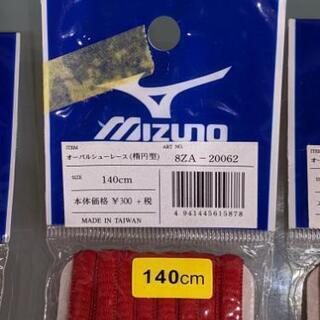 MIZUNO
ITEM
ART NO.
オーバルシューレース(楕円型)
8ZA-20062
SIZE
140cm
本体価格 ¥300 +税
MADE IN TAIWAN
4 941445615878
140cm